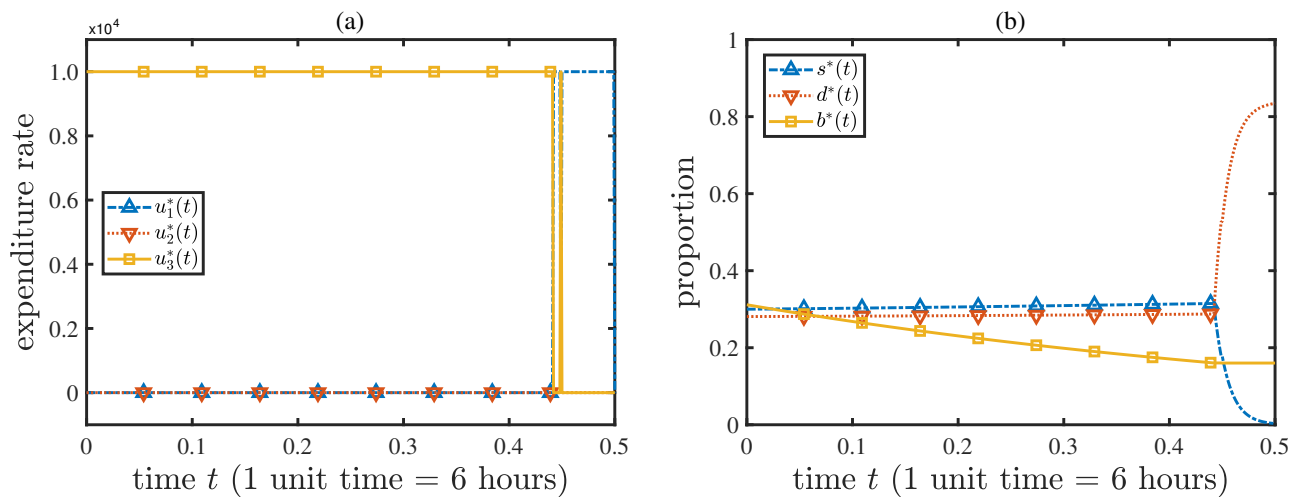 (a)
x10⁴
1.0
0.8
0.6
0.4
0.2
0
expenditure rate
u₁*(t)
u₂*(t)
u₃*(t)
0 0.1 0.2 0.3 0.4 0.5
time t (1 unit time = 6 hours)
(b)
1
0.8
0.6
0.4
0.2
0
proportion
s*(t)
d*(t)
b*(t)
0 0.1 0.2 0.3 0.4 0.5
time t (1 unit time = 6 hours)